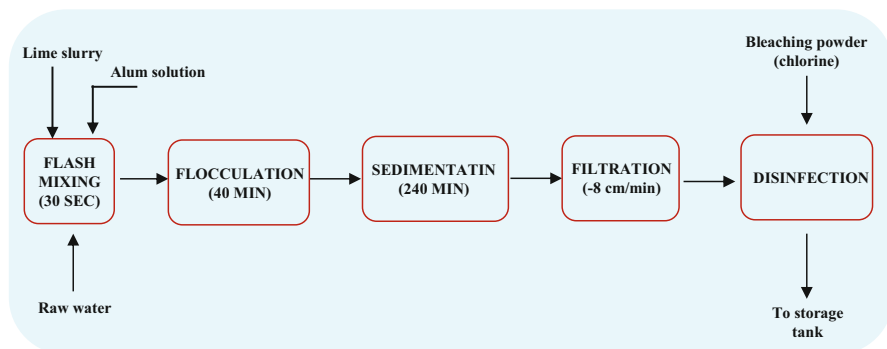 Lime slurry
Alum solution
Bleaching powder
(chlorine)
FLASH
MIXING
(30 SEC)
FLOCCULATION
(40 MIN)
SEDIMENTATIN
(240 MIN)
FILTRATION
(-8 cm/min)
DISINFECTION
Raw water
To storage
tank